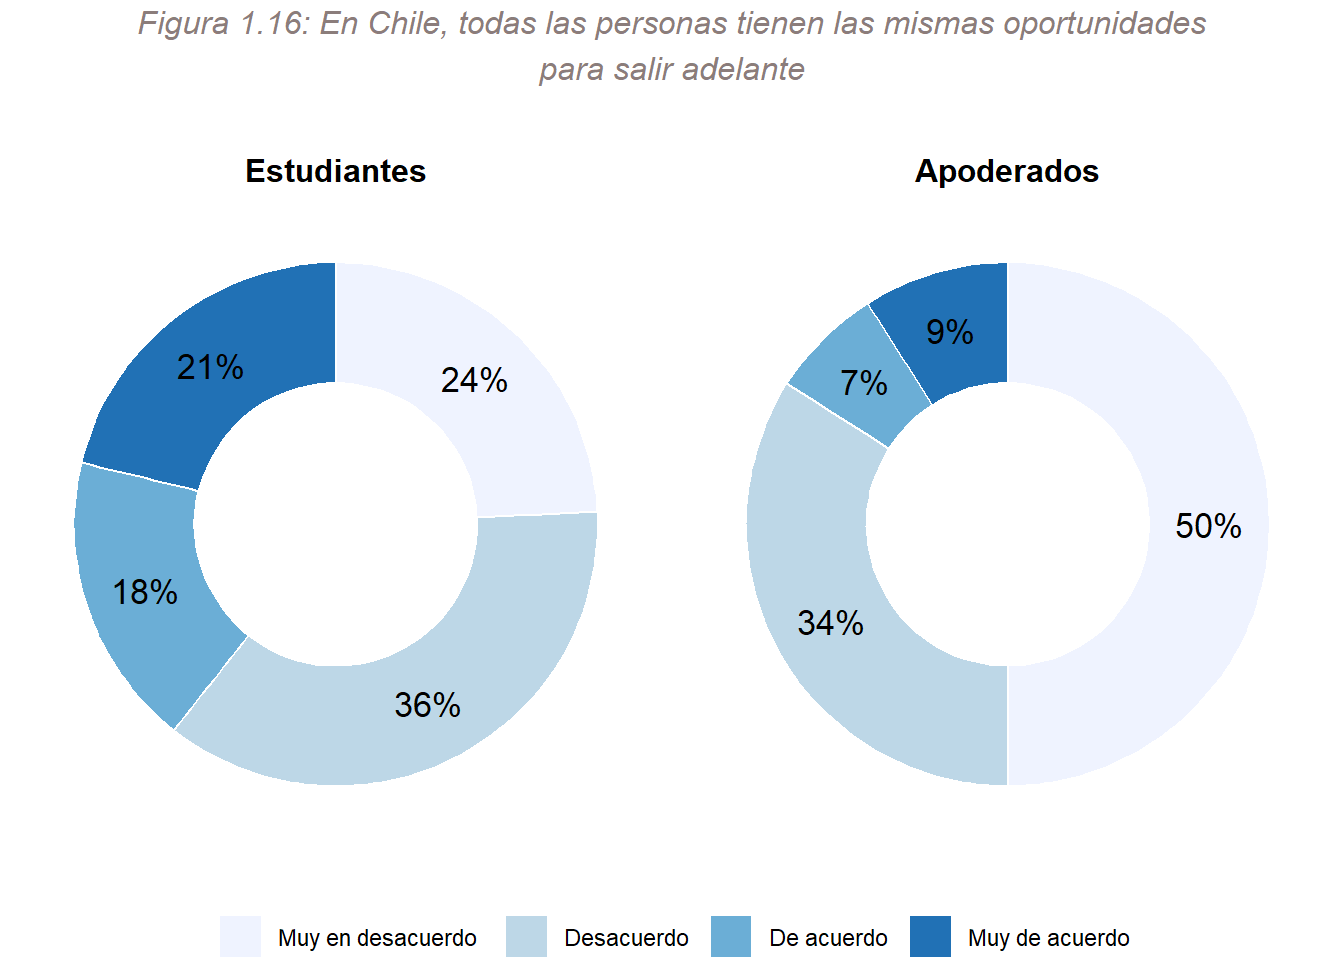 Figura 1.16: En Chile, todas las personas tienen las mismas oportunidades
para salir adelante
Estudiantes
21%
24%
18%
36%
Apoderados
9%
7%
50%
34%
Muy en desacuerdo
Desacuerdo
De acuerdo
Muy de acuerdo